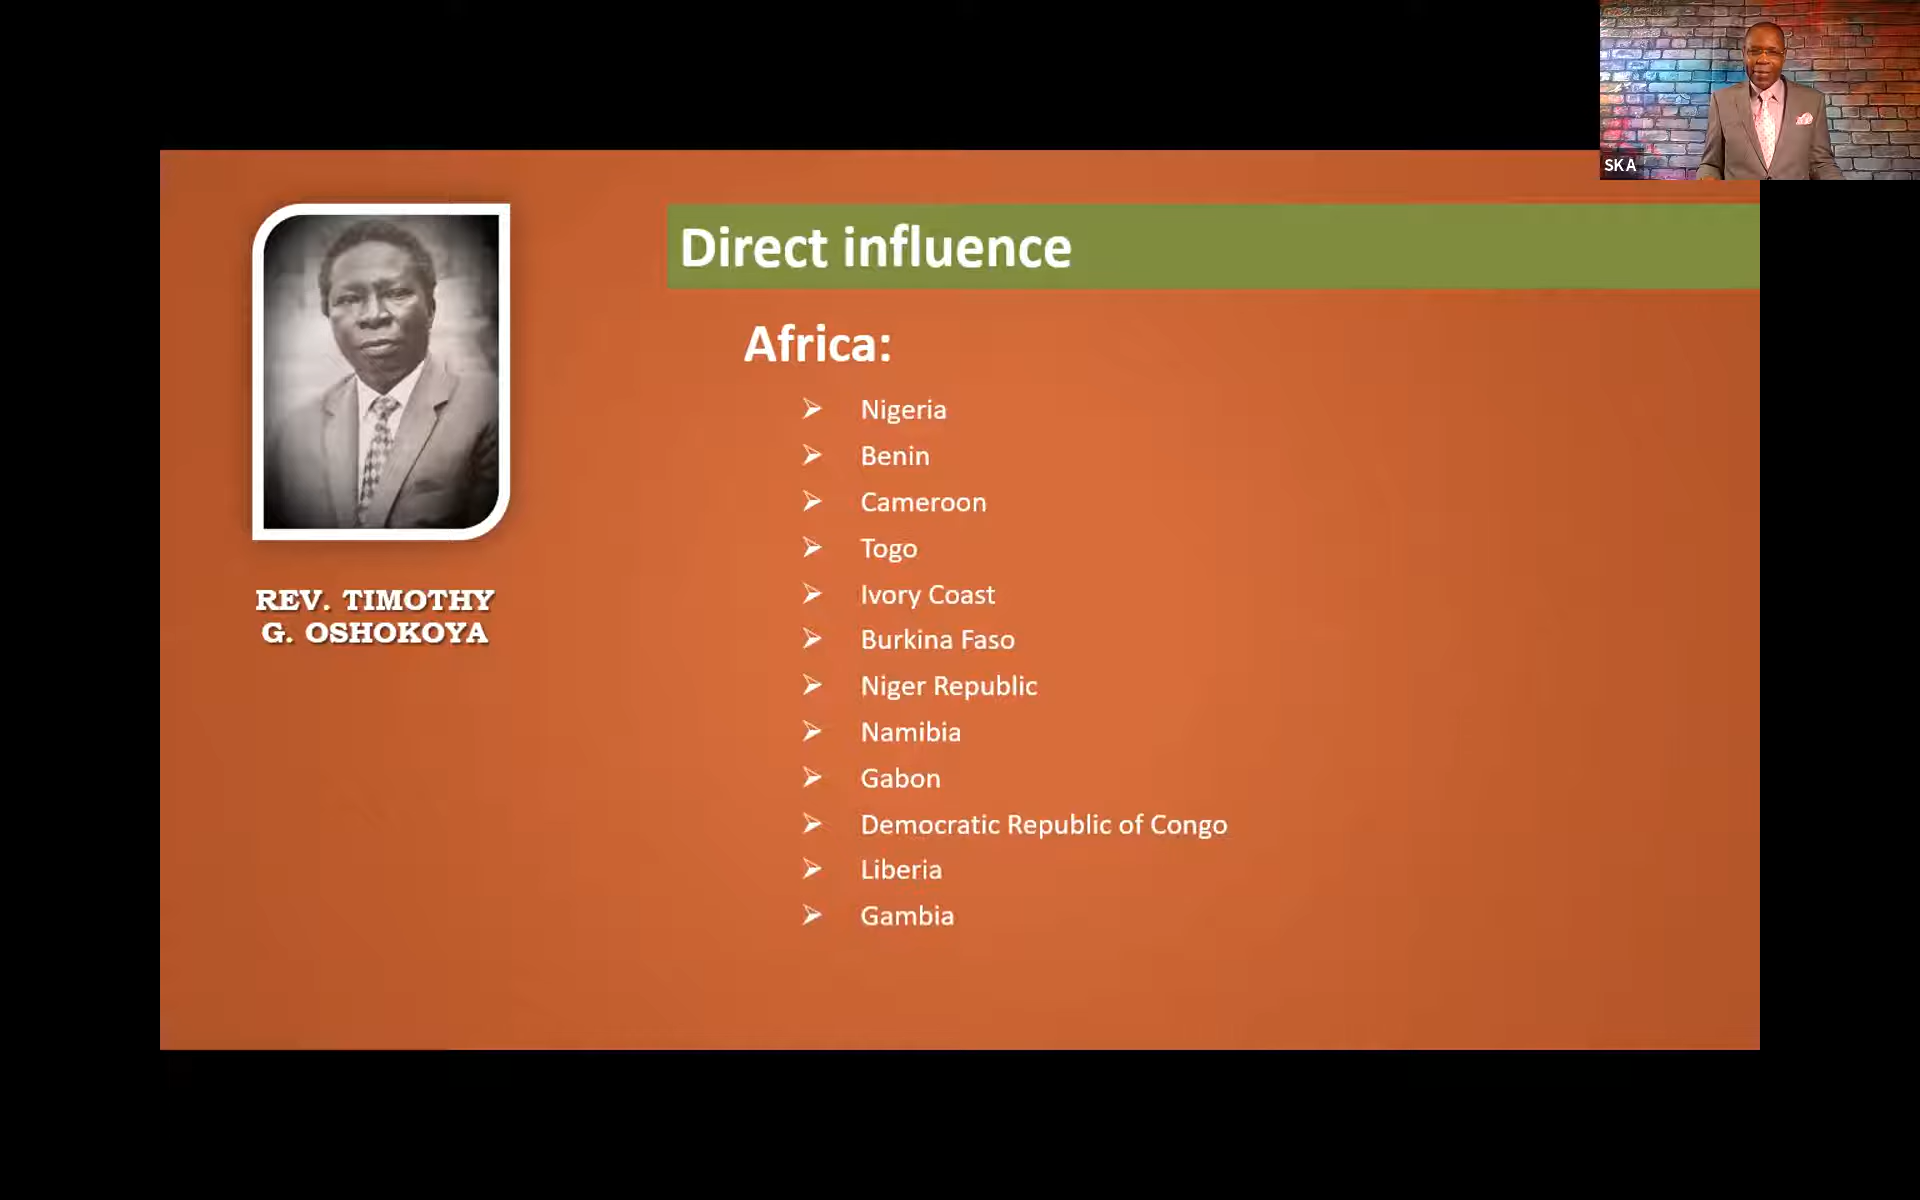 SKA
Direct influence
REV. TIMOTHY
G. OSHOKOYA
Africa:
Nigeria
Benin
Cameroon
Togo
Ivory Coast
Burkina Faso
Niger Republic
Namibia
Gabon
Democratic Republic of Congo
Liberia
Gambia